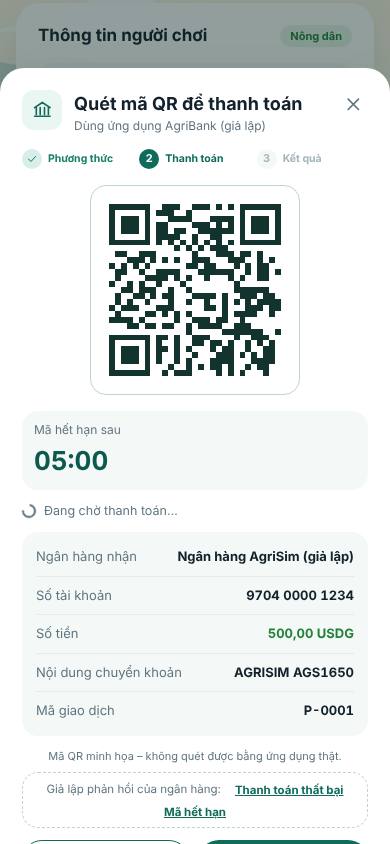 Thông tin người chơi
Nông dân
Quét mã QR để thanh toán
Dùng ứng dụng AgriBank (giả lập)
Phương thức
2 Thanh toán
3 Kết quả
Mã hết hạn sau
05:00
Đang chờ thanh toán...
Ngân hàng nhận Ngân hàng AgriSim (giả lập)
Số tài khoản 9704 0000 1234
Số tiền 500,00 USDG
Nội dung chuyển khoản AGRISIM AGS1650
Mã giao dịch P-0001
Mã QR minh họa – không quét được bằng ứng dụng thật.
Giả lập phản hồi của ngân hàng: Thanh toán thất bại
Mã hết hạn